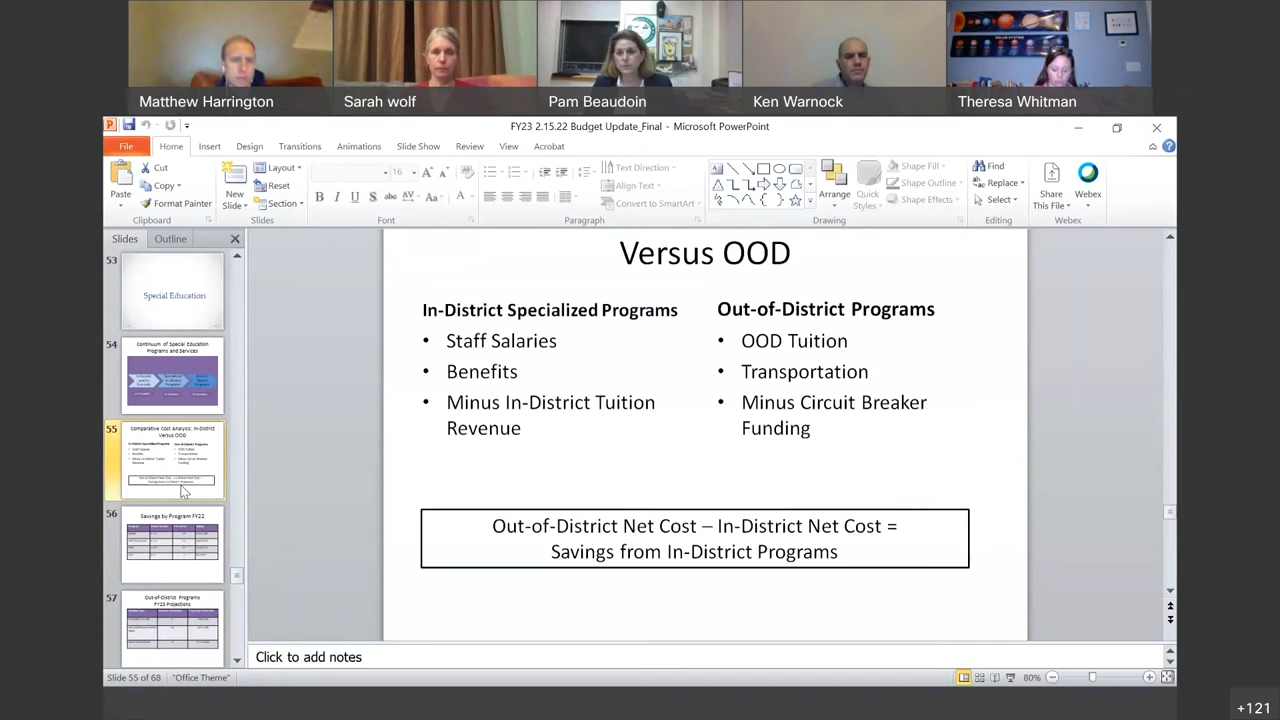 Matthew Harrington
Sarah wolf
Pam Beaudoin
Ken Warnock
Theresa Whitman
FY23 2.15.22 Budget Update_Final - Microsoft PowerPoint
File
Home
Insert
Design
Transitions
Animations
Slide Show
Review
View
Acrobat
Paste
Cut
Copy
Format Painter
Clipboard
New
Slide
Layout
Reset
Section
Slides
16
B I U S abc AV Aa A
Font
Text Direction
Align Text
Convert to SmartArt
Paragraph
Arrange
Quick
Styles
Shape Fill
Shape Outline
Shape Effects
Drawing
Find
Replace
Select
Editing
Share
This File
Webex
Webex
Slides
Outline
53
Special Education
54
Continuum of Special Education
Programs and Services
55
Comparative Cost Analysis: In-District
Versus OOD
56
Savings by Program FY22
57
Out-of-District Programs
FY23 Projections
Versus OOD
In-District Specialized Programs
• Staff Salaries
• Benefits
• Minus In-District Tuition
Revenue
Out-of-District Programs
• OOD Tuition
• Transportation
• Minus Circuit Breaker
Funding
Out-of-District Net Cost – In-District Net Cost =
Savings from In-District Programs
Click to add notes
Slide 55 of 68
"Office Theme"
80%
+121